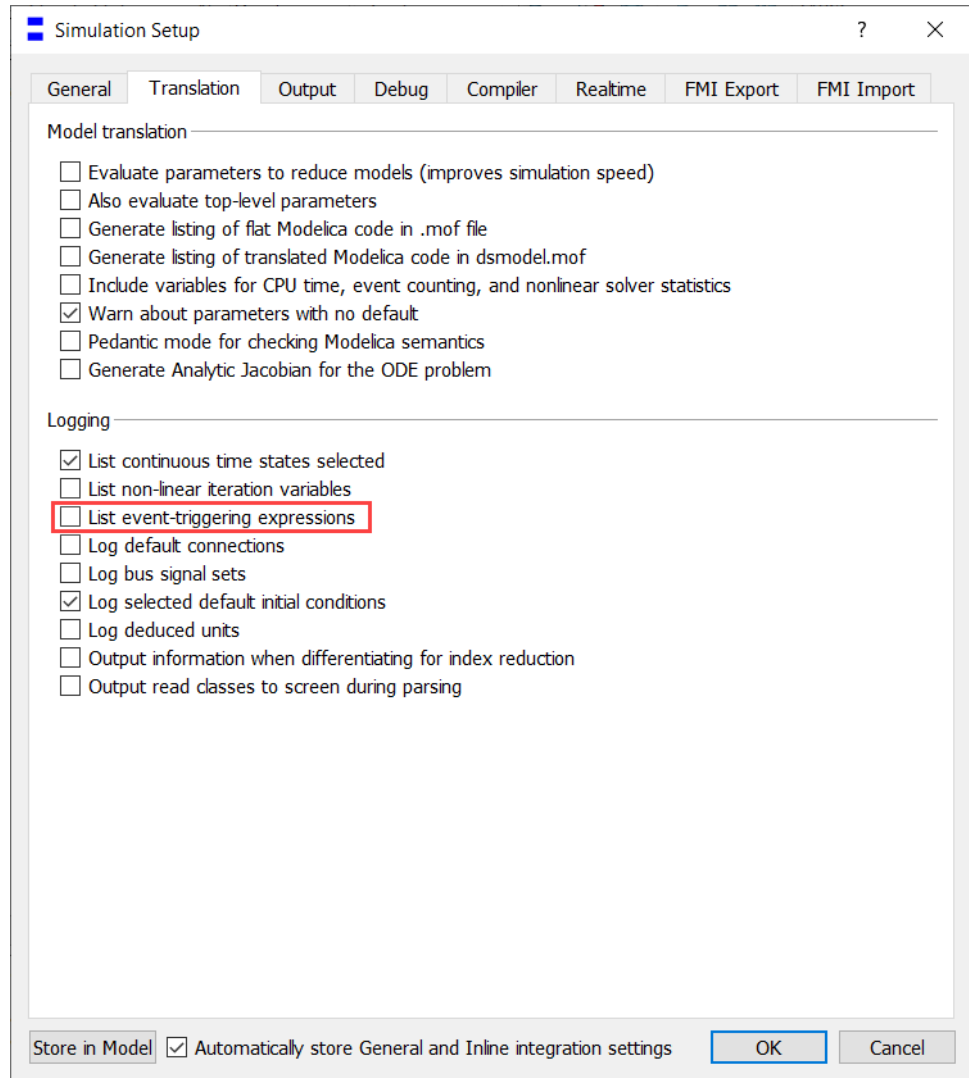 Simulation Setup
?
General Translation Output Debug Compiler Realtime FMI Export FMI Import
Model translation
Evaluate parameters to reduce models (improves simulation speed)
Also evaluate top-level parameters
Generate listing of flat Modelica code in .mof file
Generate listing of translated Modelica code in dsmodel.mof
Include variables for CPU time, event counting, and nonlinear solver statistics
Warn about parameters with no default
Pedantic mode for checking Modelica semantics
Generate Analytic Jacobian for the ODE problem
Logging
List continuous time states selected
List non-linear iteration variables
List event-triggering expressions
Log default connections
Log bus signal sets
Log selected default initial conditions
Log deduced units
Output information when differentiating for index reduction
Output read classes to screen during parsing
Store in Model Automatically store General and Inline integration settings OK Cancel